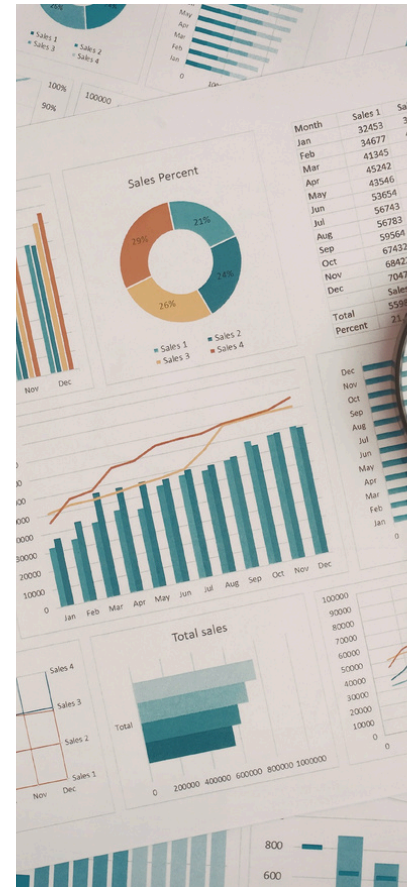 Sales 1
Sales 2
Sales 3
Sales 4
May
Apr
Mar
Feb
Jan
0
100%
90%
100000
Sales Percent
21%
24%
26%
29%
Sales 1
Sales 2
Sales 3
Sales 4
Month Sales 1
Jan 32453
Feb 34677
Mar 41345
Apr 45242
May 43546
Jun 53654
Jul 56743
Aug 56783
Sep 59564
Oct 67432
Nov
Dec
Total
Percent
Nov Dec
Dec
Nov
Oct
Sep
Aug
Jul
Jun
May
Apr
Mar
Feb
Jan
0
30000
20000
10000
0
Jan Feb Mar Apr May Jun Jul Aug Sep Oct Nov Dec
Total sales
Total
0 200000 400000 600000 800000 1000000
Sales 4
Sales 3
Sales 2
Sales 1
Nov Dec
100000
90000
80000
70000
60000
50000
40000
30000
20000
10000
0
0
800
600